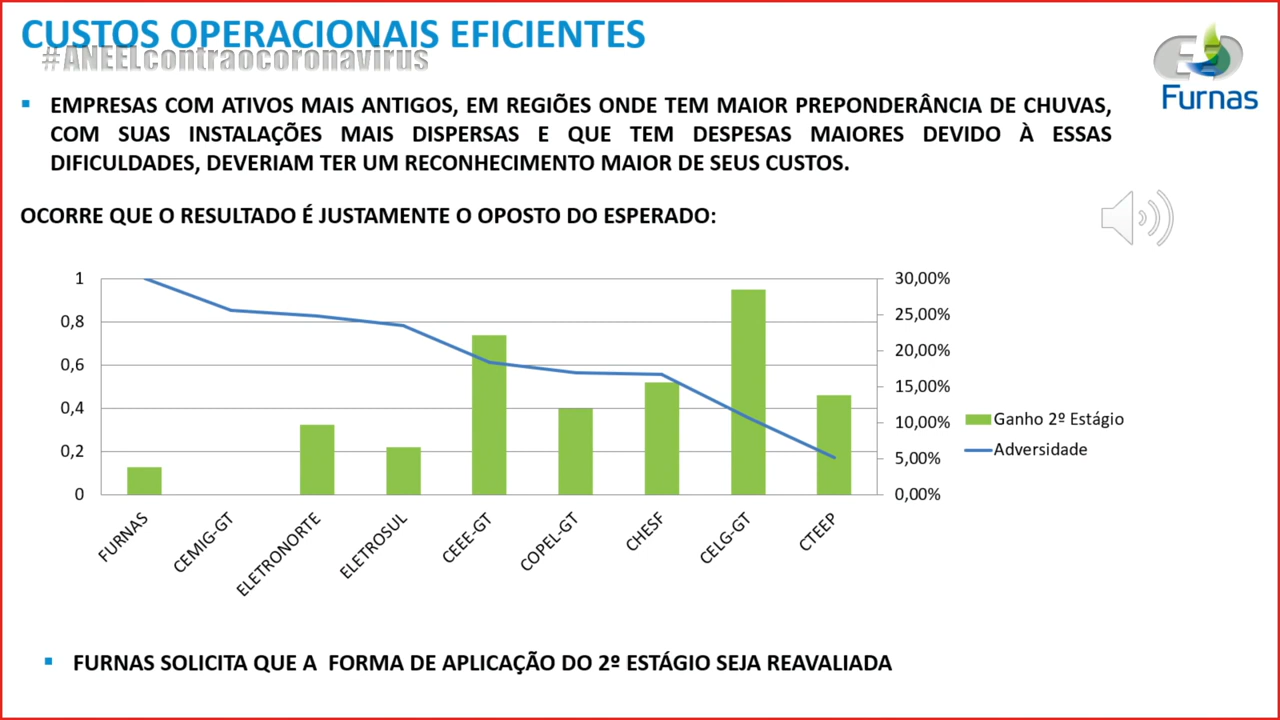 CUSTOS OPERACIONAIS EFICIENTES
#ANEELcontraocoronavirus
Furnas
▪ EMPRESAS COM ATIVOS MAIS ANTIGOS, EM REGIÕES ONDE TEM MAIOR PREPONDERÂNCIA DE CHUVAS,
COM SUAS INSTALAÇÕES MAIS DISPERSAS E QUE TEM DESPESAS MAIORES DEVIDO À ESSAS
DIFICULDADES, DEVERIAM TER UM RECONHECIMENTO MAIOR DE SEUS CUSTOS.
OCORRE QUE O RESULTADO É JUSTAMENTE O OPOSTO DO ESPERADO:
1
0,8
0,6
0,4
0,2
0
30,00%
25,00%
20,00%
15,00%
10,00%
5,00%
0,00%
Ganho 2º Estágio
Adversidade
FURNAS
CEMIG-GT
ELETRONORTE
ELETROSUL
CEEE-GT
COPEL-GT
CHESF
CELG-GT
CTEEP
▪ FURNAS SOLICITA QUE A FORMA DE APLICAÇÃO DO 2º ESTÁGIO SEJA REAVALIADA